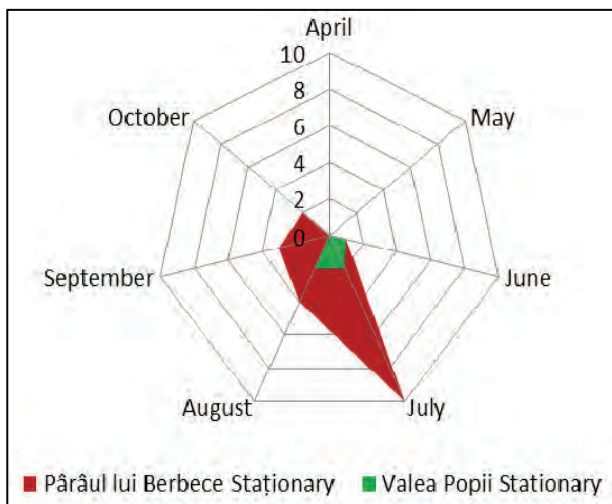 April
10
8
October
May
6
4
2
0
September
June
August
July
Pârâul lui Berbece Staționary
Valea Popii Stationary